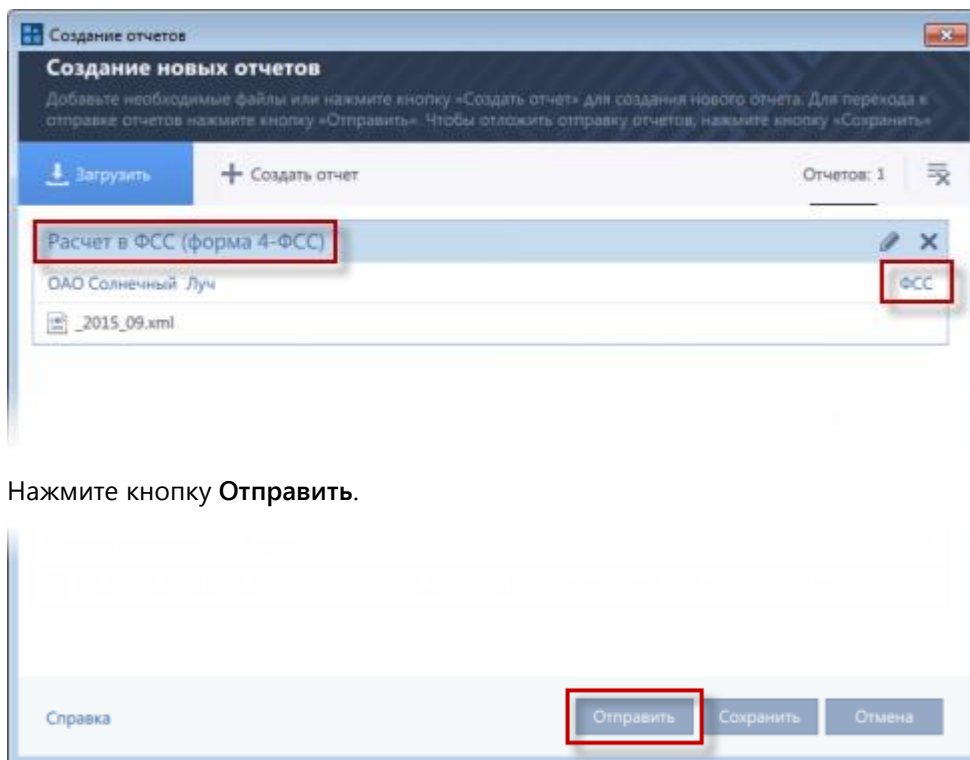 Создание отчетов
Создание новых отчетов
Добавьте необходимые файлы или нажмите кнопку «Создать отчет» для создания нового отчета. Для перехода к
отправке отчетов нажмите кнопку «Отправить». Чтобы отложить отправку отчетов, нажмите кнопку «Сохранить»
Загрузить + Создать отчет Отчетов: 1
Расчет в ФСС (форма 4-ФСС)
ОАО Солнечный Луч ФСС
_2015_09.xml
Нажмите кнопку Отправить.
Справка Отправить Сохранить Отмена